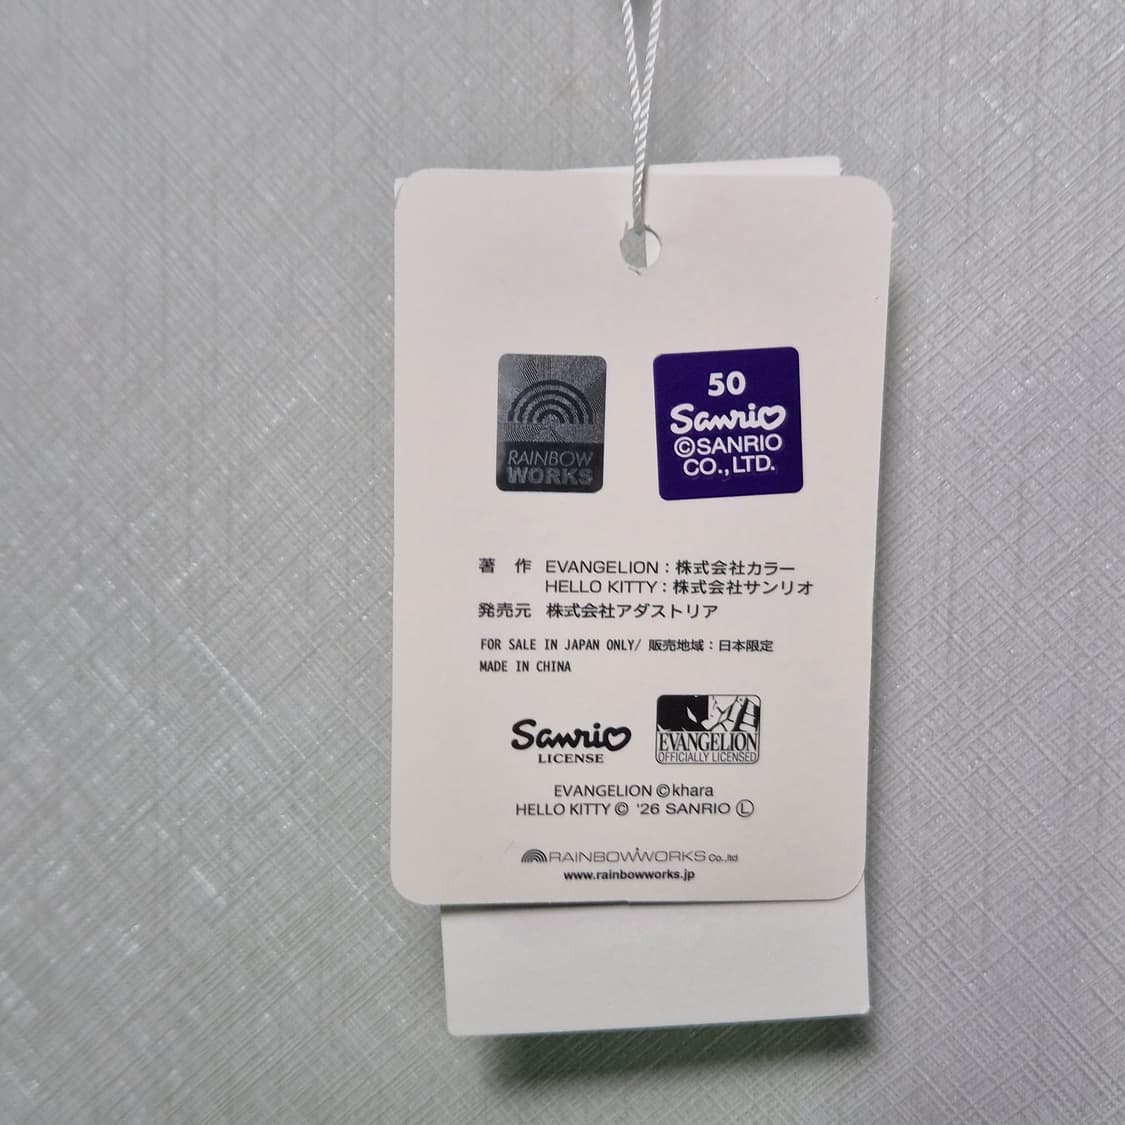 RAINBOW
WORKS
50
Sanrio
©SANRIO
CO.,LTD.
著 作 EVANGELION：株式会社カラー
HELLO KITTY：株式会社サンリオ
発売元 株式会社アダストリア
FOR SALE IN JAPAN ONLY/ 販売地域：日本限定
MADE IN CHINA
Sanrio
LICENSE
EVANGELION
OFFICIALLY LICENSED
EVANGELION ©khara
HELLO KITTY © '26 SANRIO Ⓛ
RAINBOWWORKS Co.,ltd
www.rainbowworks.jp